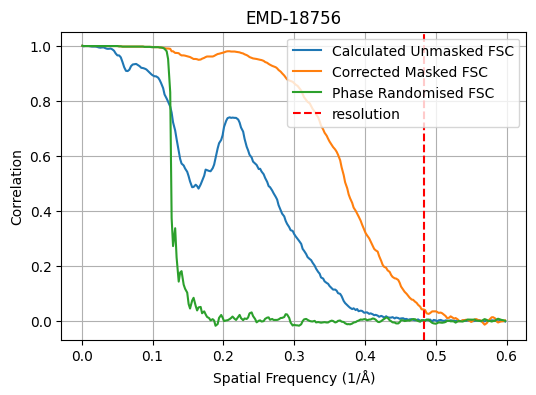 EMD-18756
Calculated Unmasked FSC
Corrected Masked FSC
Phase Randomised FSC
resolution
Correlation
1.0
0.8
0.6
0.4
0.2
0.0
0.0 0.1 0.2 0.3 0.4 0.5 0.6
Spatial Frequency (1/Å)